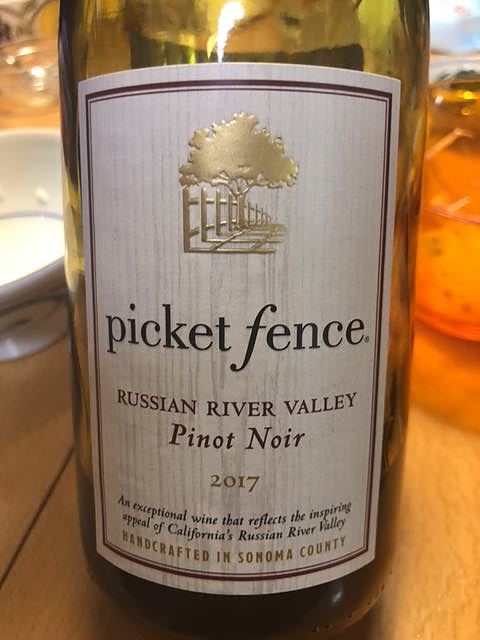 picket fence®
RUSSIAN RIVER VALLEY
Pinot Noir
2017
An exceptional wine that reflects the inspiring
appeal of California's Russian River Valley
HANDCRAFTED IN SONOMA COUNTY